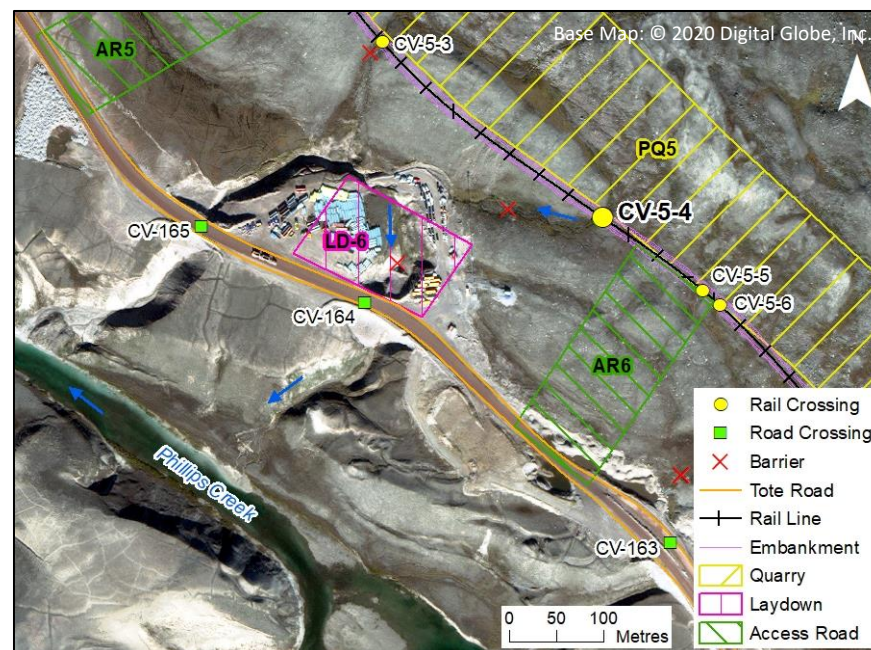 Base Map: © 2020 Digital Globe, Inc.
N
AR5
CV-5-3
PQ5
CV-5-4
CV-165
LD-6
CV-5-5
CV-5-6
CV-164
AR6
Phillips Creek
CV-163
Rail Crossing
Road Crossing
Barrier
Tote Road
Rail Line
Embankment
Quarry
Laydown
Access Road
0 50 100
Metres